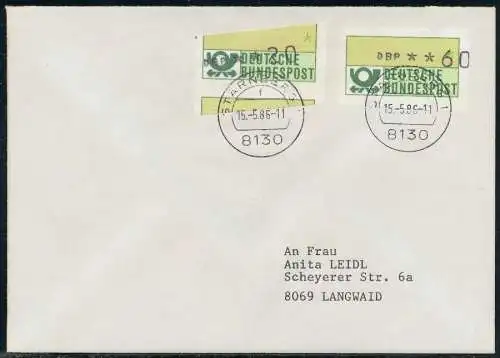 * 20
DEUTSCHE
BUNDESPOST
DBP * * 60
DEUTSCHE
BUNDESPOST
STARNBERG 1
f
15.-5.86-11
8130
15.-5.86-11
8130
An Frau
Anita LEIDL
Scheyerer Str. 6a
8069 LANGWAID